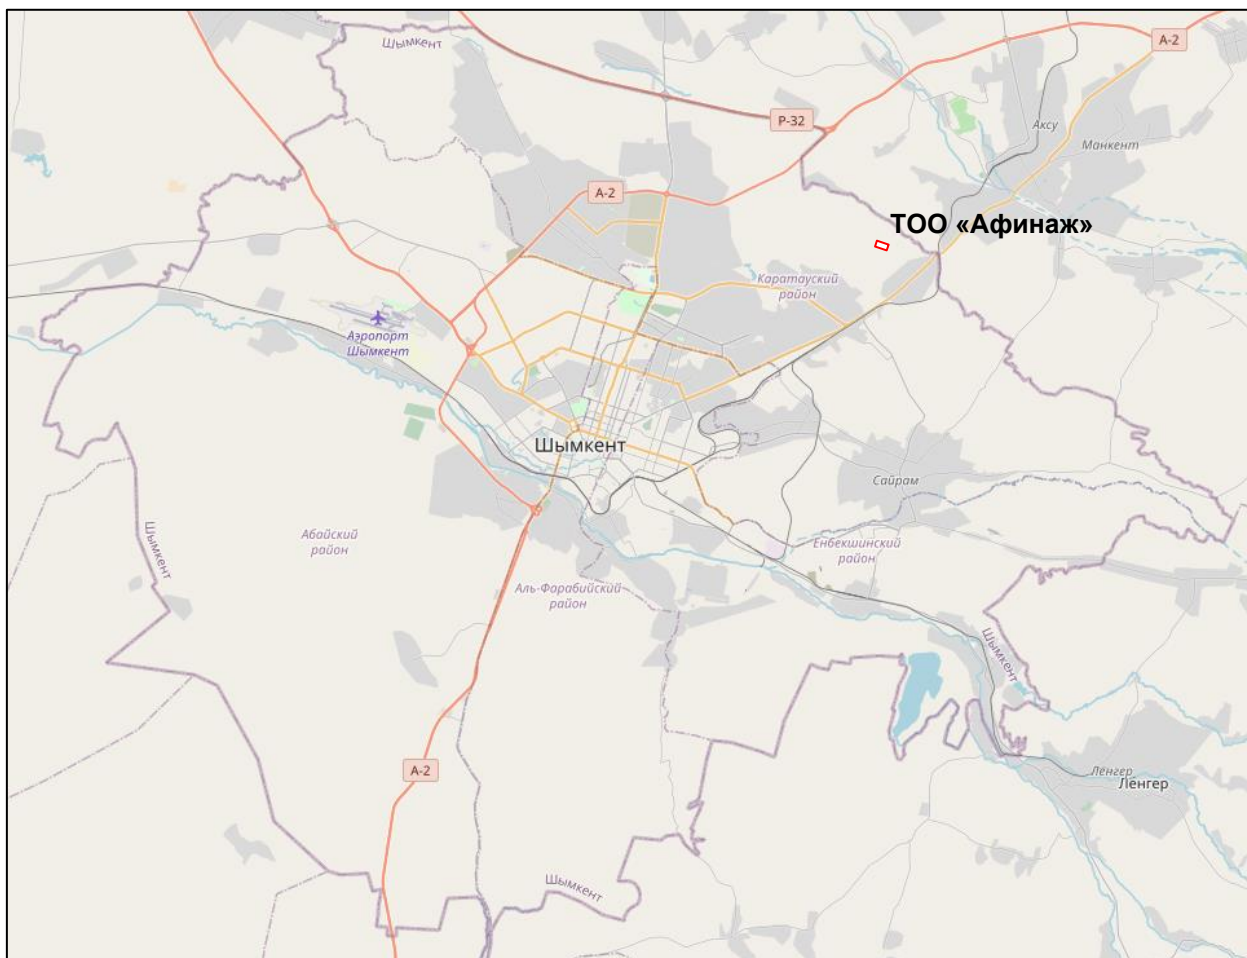 Шымкент
А-2
Р-32
Аксу
Манкент
А-2
ТОО «Афинаж»
Каратауский
район
Аэропорт
Шымкент
Шымкент
Сайрам
Шымкент
Абайский
район
Енбекшинский
район
Аль-Фарабийский
район
Шымкент
А-2
Ленгер
Ленгер
Шымкент